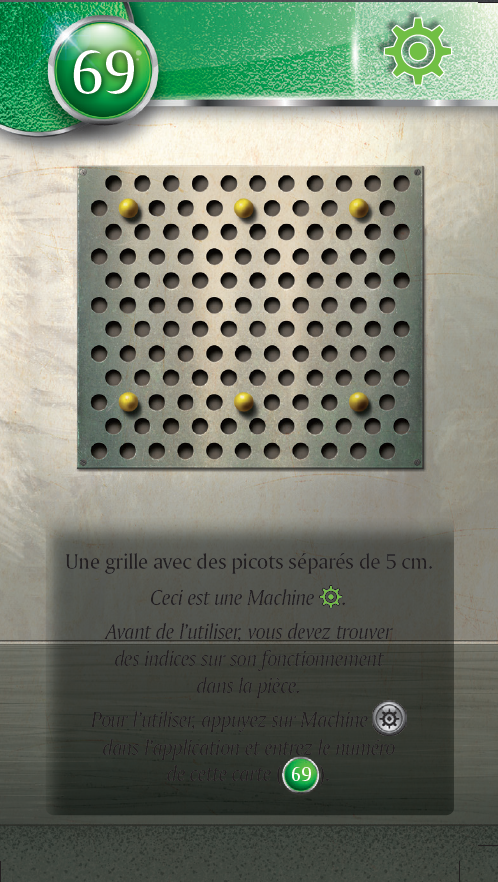 69
Une grille avec des picots séparés de 5 cm.
Ceci est une Machine .
Avant de l'utiliser, vous devez trouver
des indices sur son fonctionnement
dans la pièce.
Pour l'utiliser, appuyez sur Machine
dans l'application et entrez le numéro
de cette carte 69